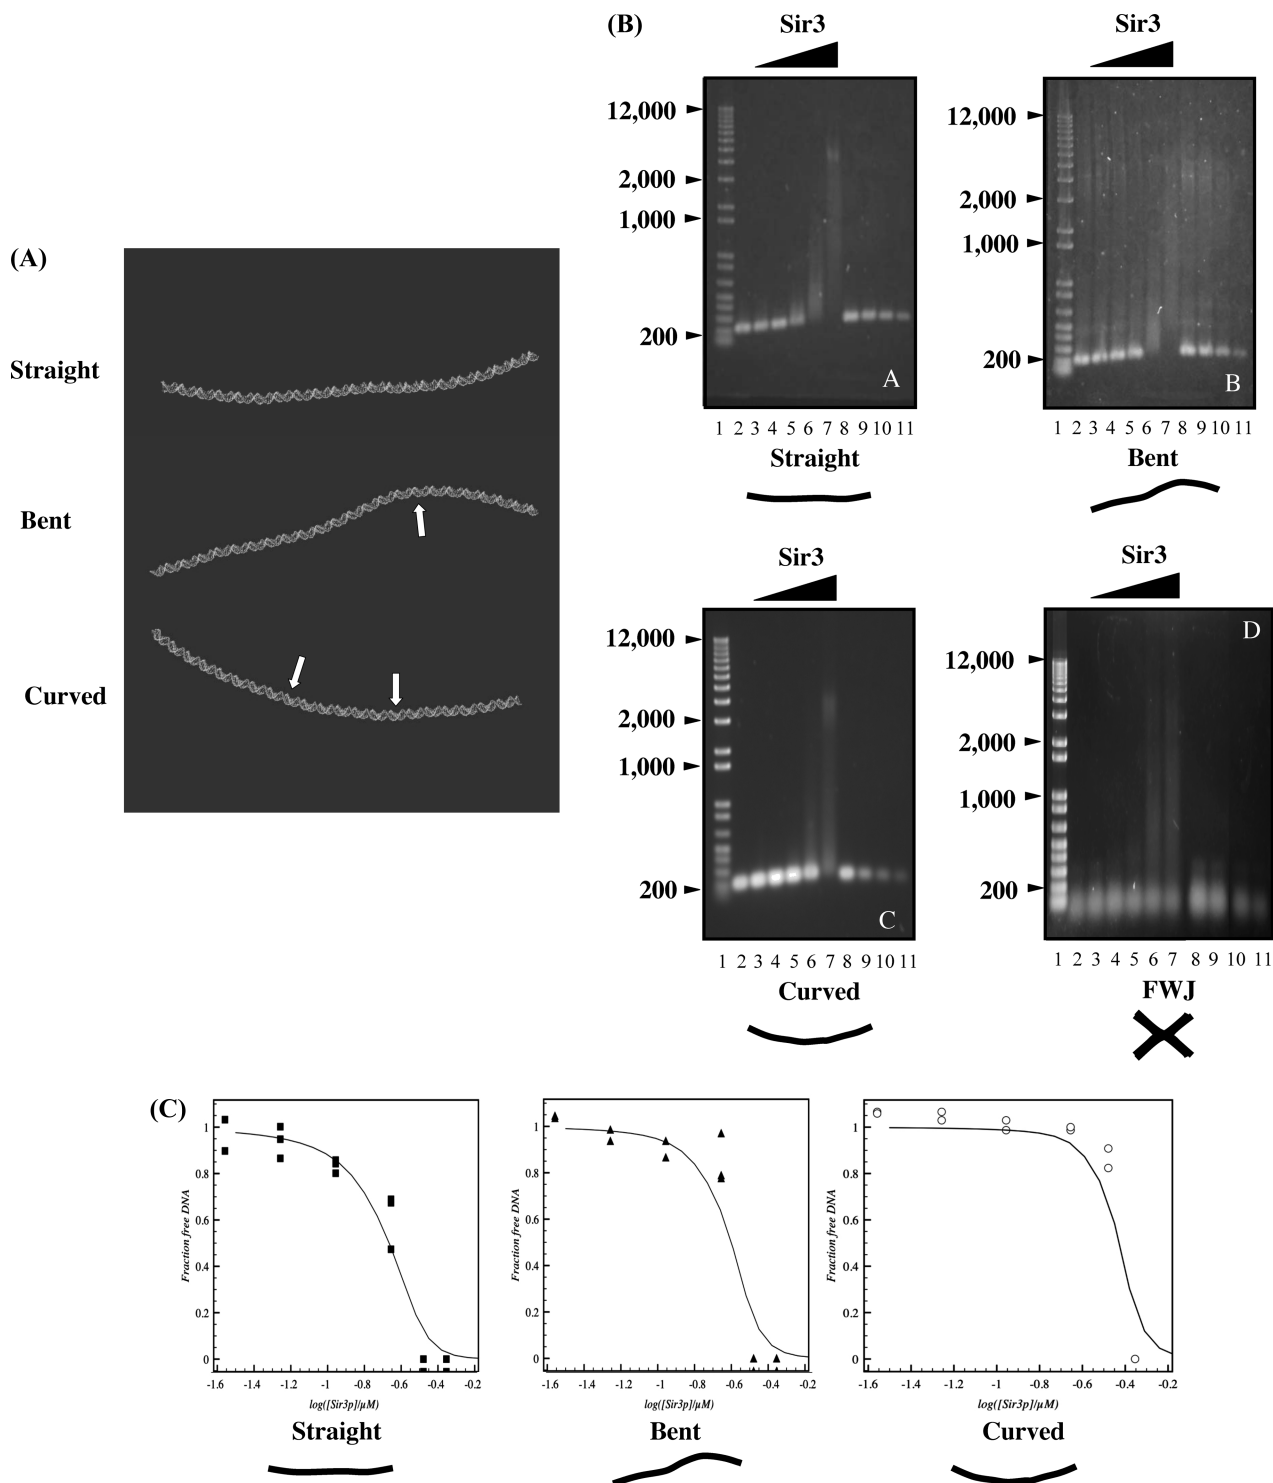 (A)
Straight
Bent
Curved
(B)
Sir3
12,000
2,000
1,000
200
A
1 2 3 4 5 6 7 8 9 10 11
Straight
Sir3
12,000
2,000
1,000
200
B
1 2 3 4 5 6 7 8 9 10 11
Bent
Sir3
12,000
2,000
1,000
200
C
1 2 3 4 5 6 7 8 9 10 11
Curved
Sir3
D
12,000
2,000
1,000
200
1 2 3 4 5 6 7 8 9 10 11
FWJ
(C)
Fraction free DNA
1
0.8
0.6
0.4
0.2
0
-1.6 -1.4 -1.2 -1 -0.8 -0.6 -0.4 -0.2
log([Sir3p]/µM)
Straight
Fraction free DNA
1
0.8
0.6
0.4
0.2
0
-1.6 -1.4 -1.2 -1 -0.8 -0.6 -0.4 -0.2
log([Sir3p]/µM)
Bent
Fraction free DNA
1
0.8
0.6
0.4
0.2
0
-1.6 -1.4 -1.2 -1 -0.8 -0.6 -0.4 -0.2
log([Sir3p]/µM)
Curved